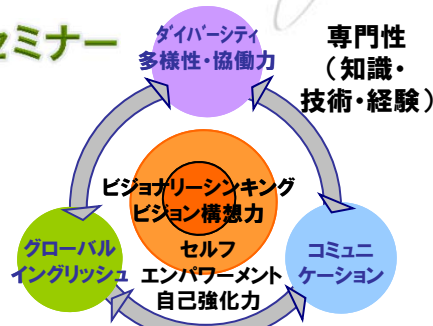 セミナー
ダイバーシティ
多様性・協働力
専門性
（知識・
技術・経験）
ビジョナリーシンキング
ビジョン構想力
グローバル
イングリッシュ
セルフ
エンパワーメント
自己強化力
コミュニ
ケーション